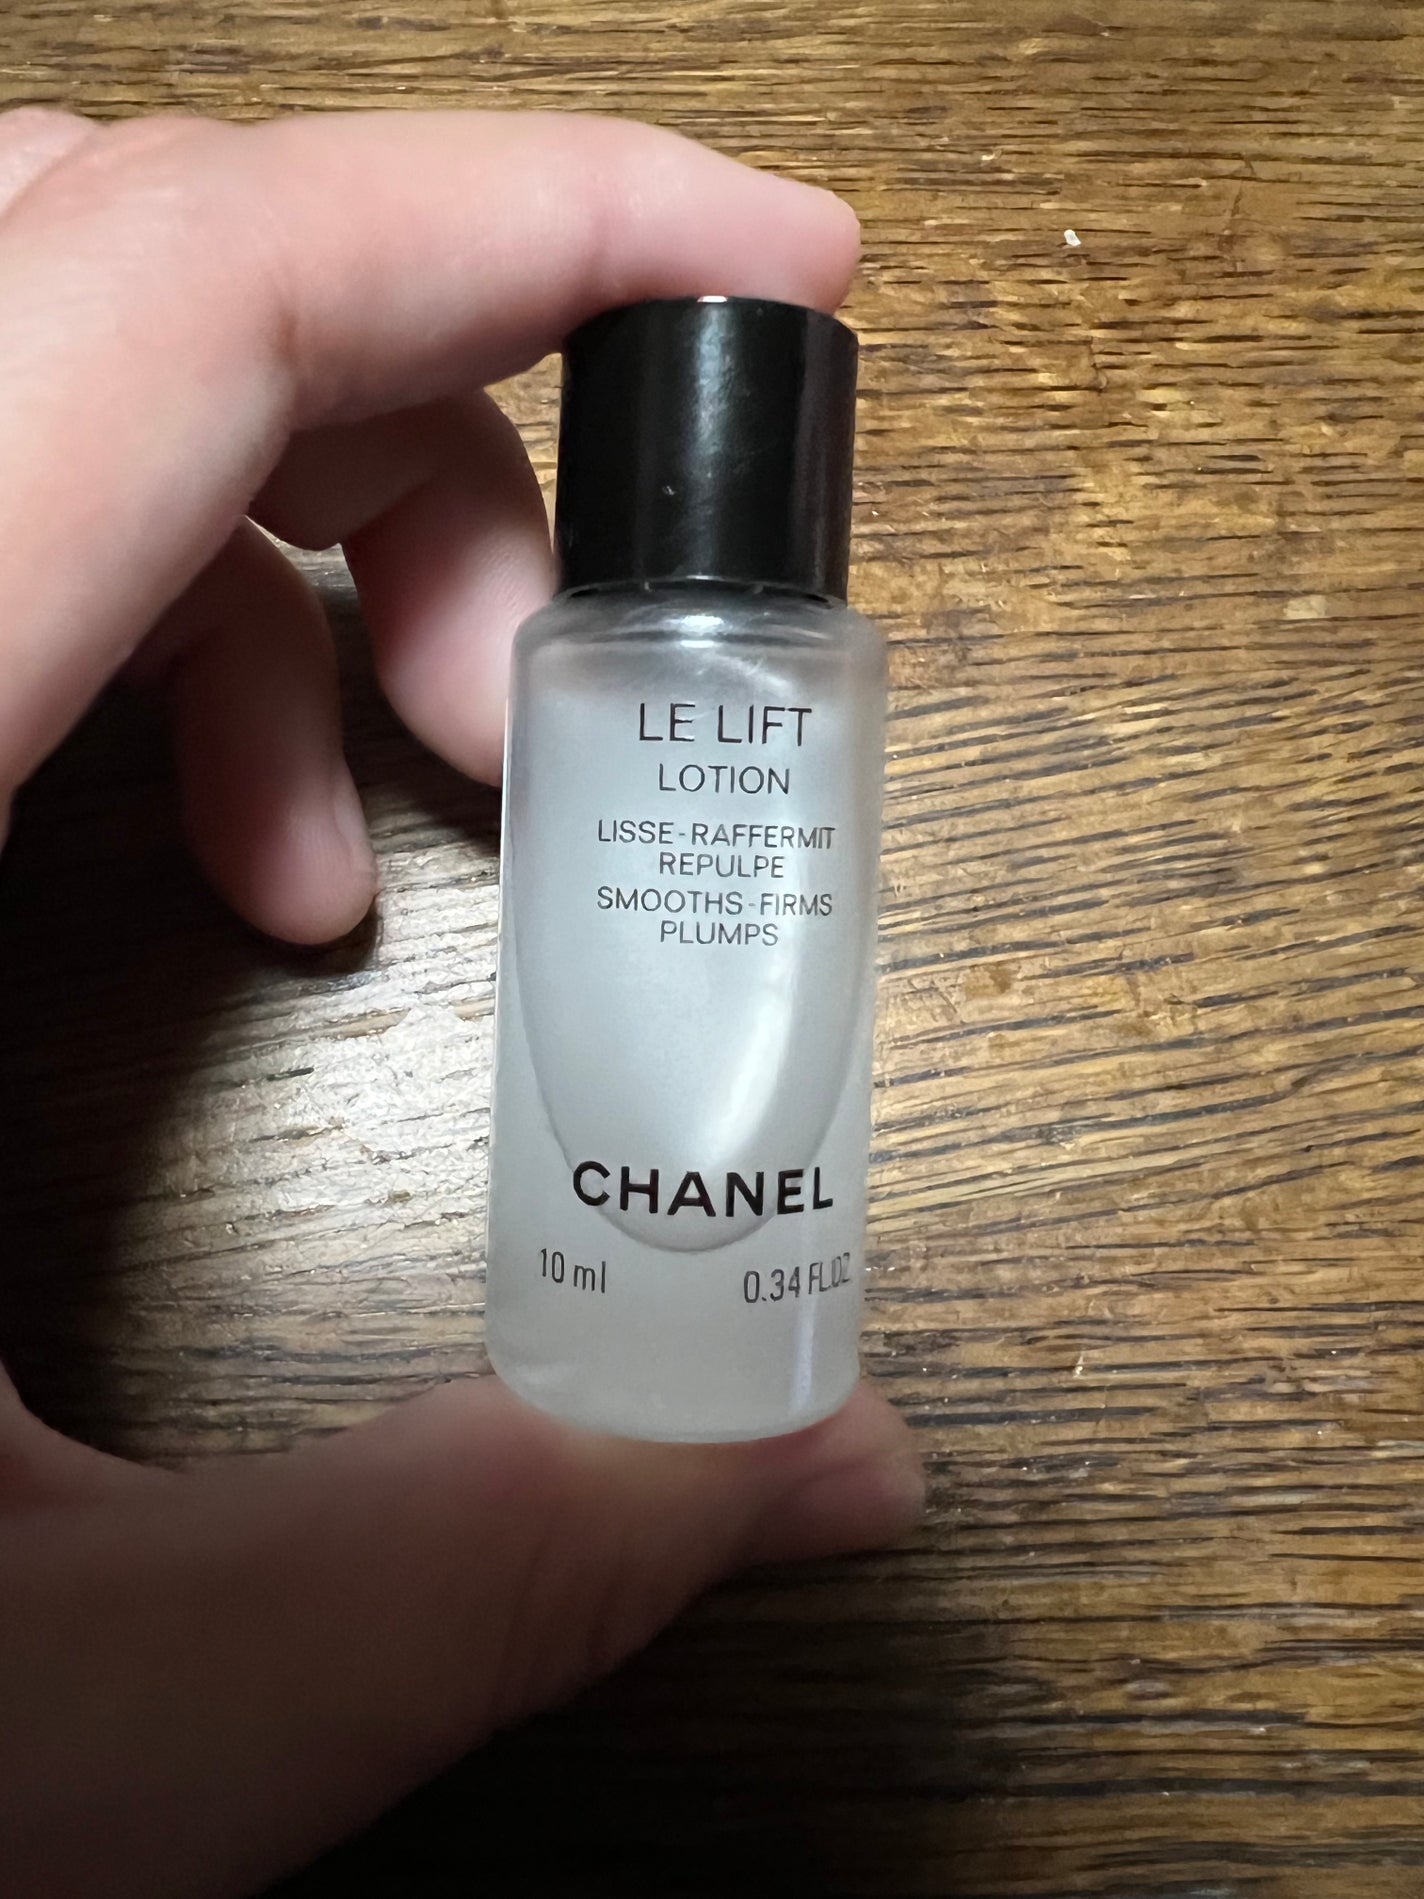 LE LIFT
LOTION
LISSE-RAFFERMIT
REPULPE
SMOOTHS-FIRMS
PLUMPS
CHANEL
10 ml 0.34 FL.OZ